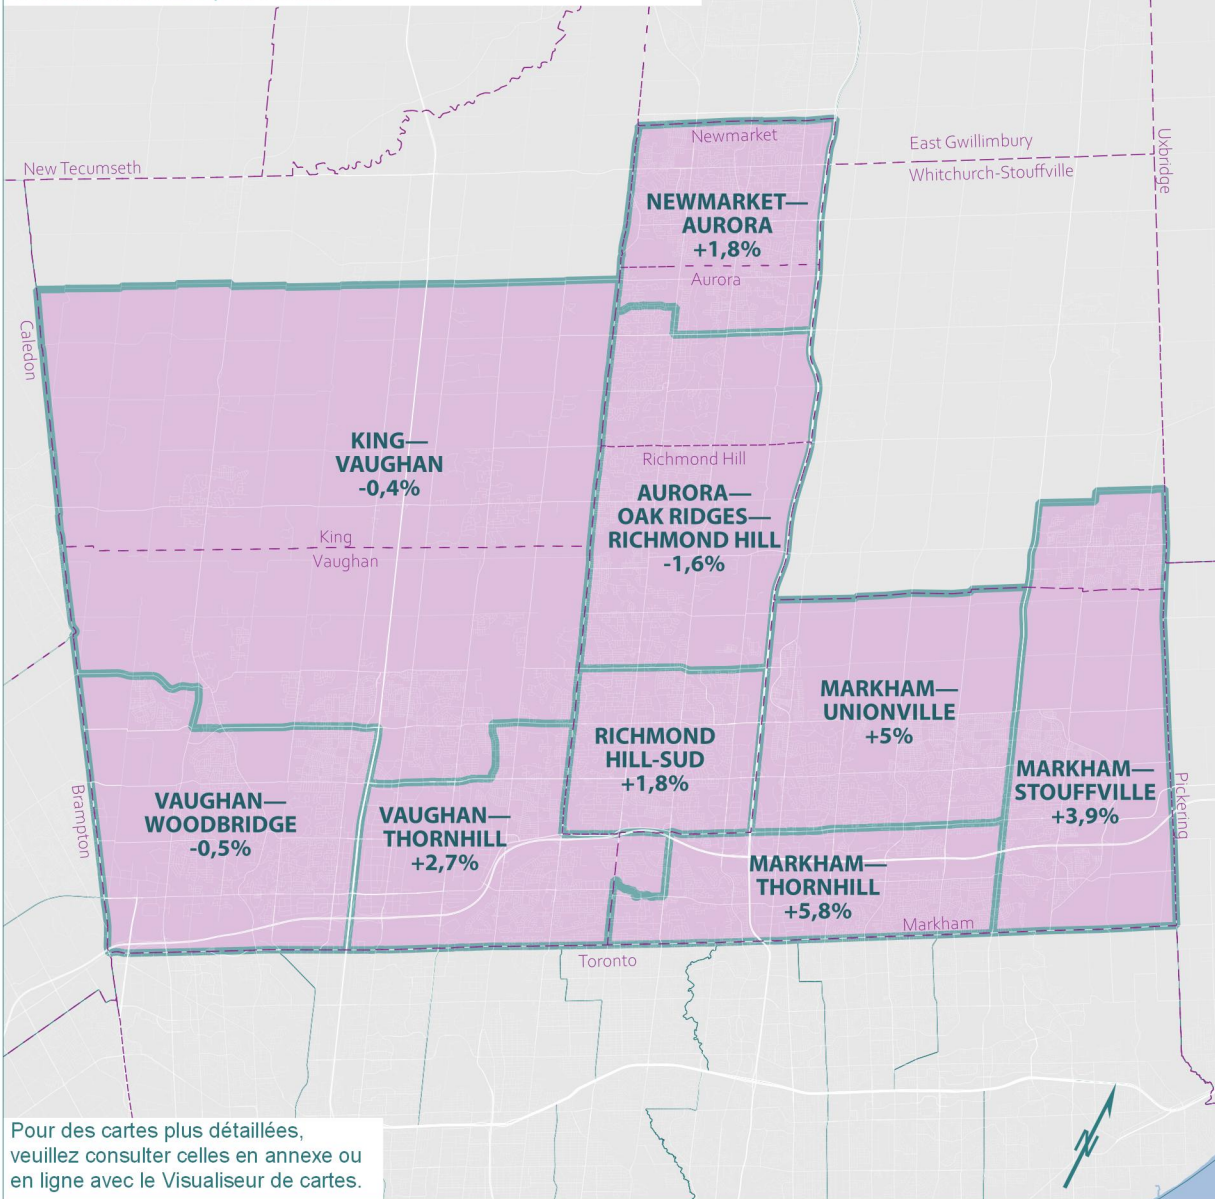 Newmarket
East Gwillimbury
Uxbridge
New Tecumseth
Whitchurch-Stouffville
NEWMARKET—
AURORA
+1,8%
Aurora
Caledon
KING—
VAUGHAN
-0,4%
Richmond Hill
AURORA—
OAK RIDGES—
RICHMOND HILL
-1,6%
King
Vaughan
MARKHAM—
UNIONVILLE
+5%
RICHMOND
HILL-SUD
+1,8%
MARKHAM—
STOUFFVILLE
+3,9%
Pickering
Brampton
VAUGHAN—
WOODBRIDGE
-0,5%
VAUGHAN—
THORNHILL
+2,7%
MARKHAM—
THORNHILL
+5,8%
Markham
Toronto
N
Pour des cartes plus détaillées,
veuillez consulter celles en annexe ou
en ligne avec le Visualiseur de cartes.